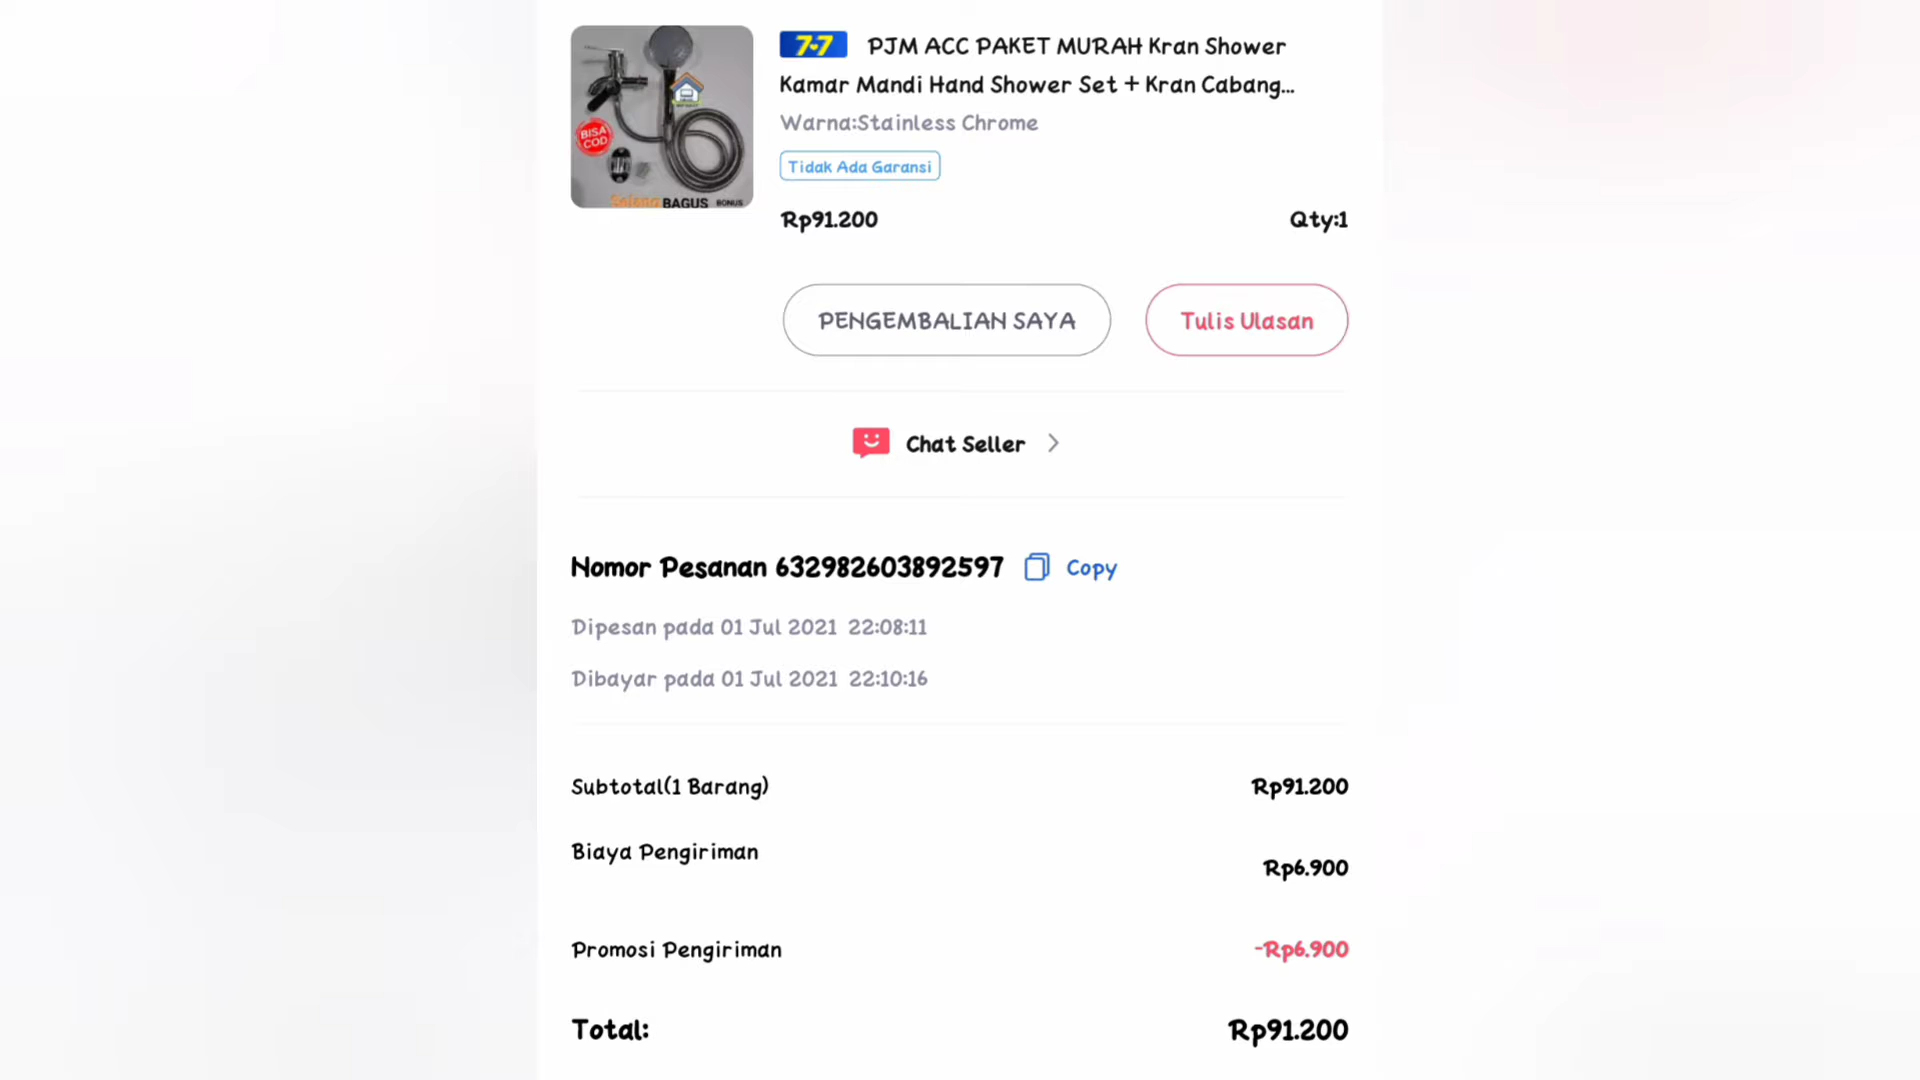 7.7 PJM ACC PAKET MURAH Kran Shower
Kamar Mandi Hand Shower Set + Kran Cabang...
Warna:Stainless Chrome
Tidak Ada Garansi
BISA
COD
Selang BAGUS BONUS
Rp91.200 Qty:1
PENGEMBALIAN SAYA Tulis Ulasan
Chat Seller
Nomor Pesanan 632982603892597 Copy
Dipesan pada 01 Jul 2021 22:08:11
Dibayar pada 01 Jul 2021 22:10:16
Subtotal(1 Barang) Rp91.200
Biaya Pengiriman Rp6.900
Promosi Pengiriman -Rp6.900
Total: Rp91.200